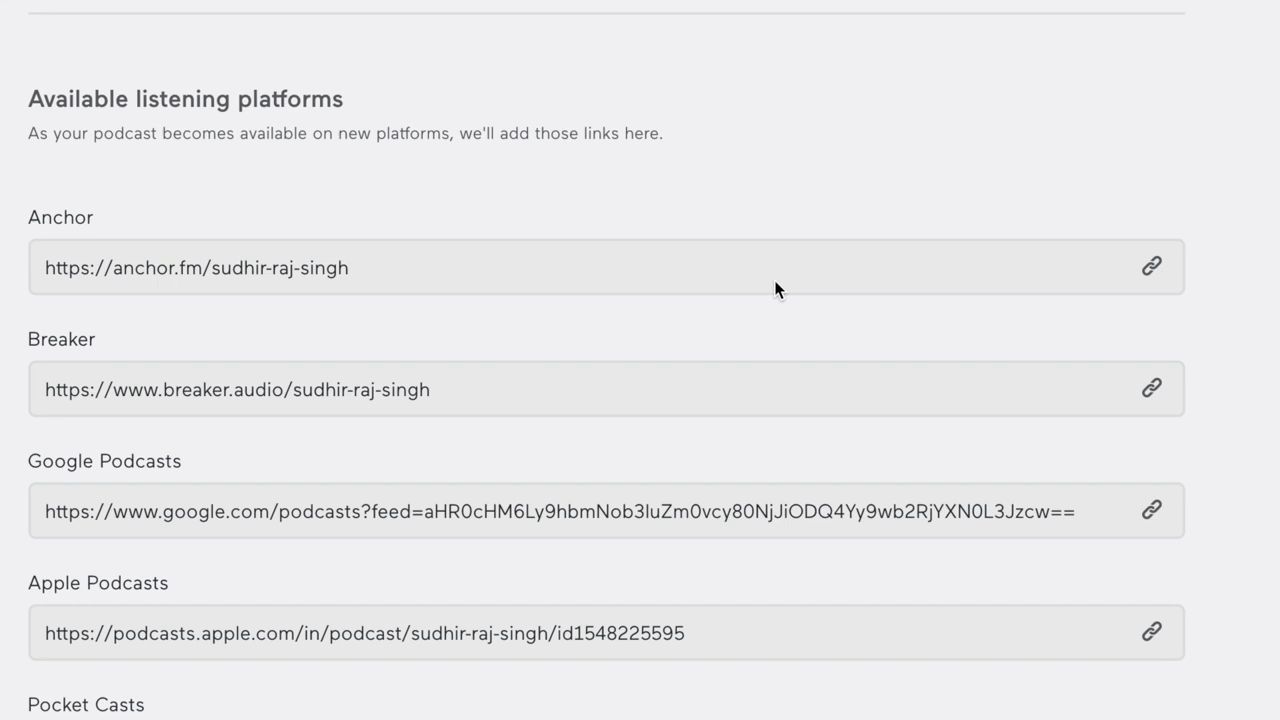 Available listening platforms
As your podcast becomes available on new platforms, we'll add those links here.
Anchor
https://anchor.fm/sudhir-raj-singh
Breaker
https://www.breaker.audio/sudhir-raj-singh
Google Podcasts
https://www.google.com/podcasts?feed=aHR0cHM6Ly9hbmNob3IuZm0vcy80NjJiODQ4Yy9wb2RjYXN0L3Jzcw==
Apple Podcasts
https://podcasts.apple.com/in/podcast/sudhir-raj-singh/id1548225595
Pocket Casts